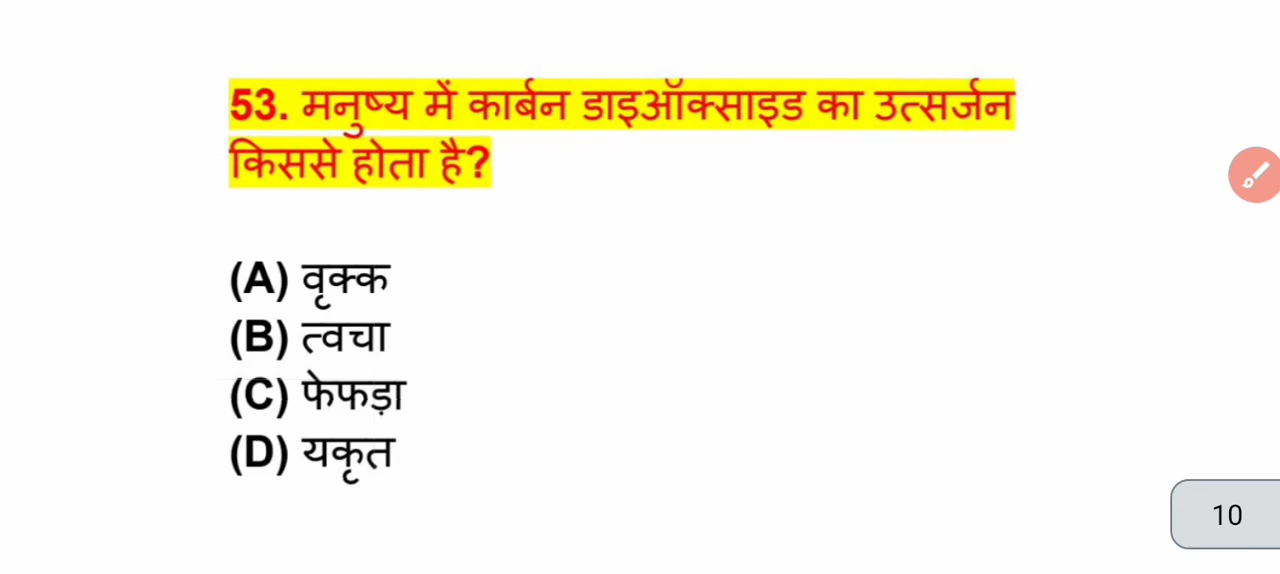 53. मनुष्य में कार्बन डाइऑक्साइड का उत्सर्जन
किससे होता है?
(A) वृक्क
(B) त्वचा
(C) फेफड़ा
(D) यकृत
10